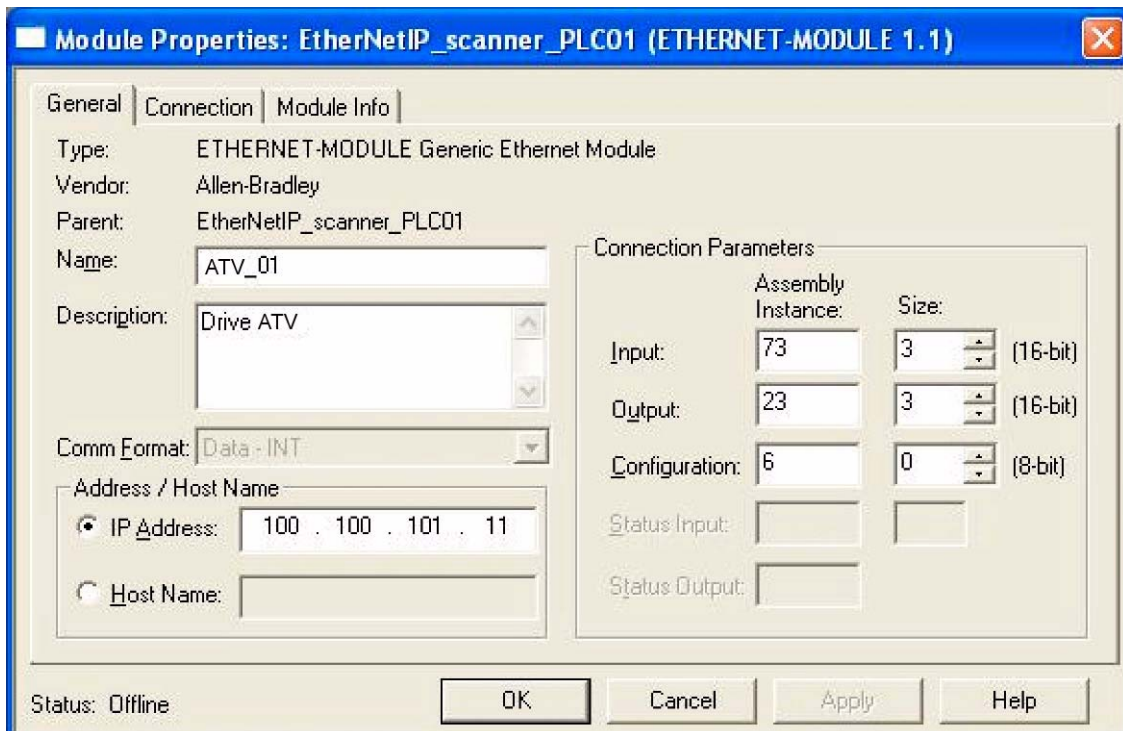 Module Properties: EtherNetIP_scanner_PLC01 (ETHERNET-MODULE 1.1)
General
Connection
Module Info
Type: ETHERNET-MODULE Generic Ethernet Module
Vendor: Allen-Bradley
Parent: EtherNetIP_scanner_PLC01
Name: ATV_01
Description: Drive ATV
Comm Format: Data - INT
Address / Host Name
IP Address: 100 . 100 . 101 . 11
Host Name:
Connection Parameters
Assembly
Instance:
Size:
Input: 73 3 (16-bit)
Output: 23 3 (16-bit)
Configuration: 6 0 (8-bit)
Status Input:
Status Output:
Status: Offline
OK
Cancel
Apply
Help